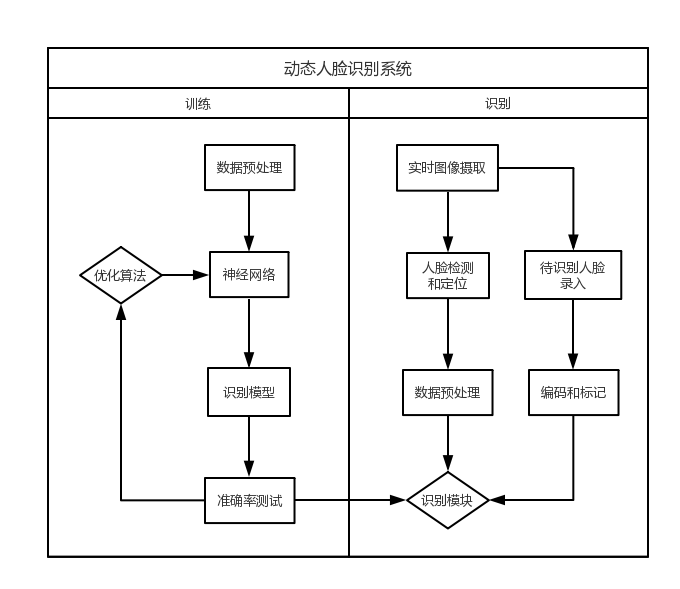 动态人脸识别系统
训练
识别
数据预处理
实时图像摄取
优化算法
神经网络
人脸检测
和定位
待识别人脸
录入
识别模型
数据预处理
编码和标记
准确率测试
识别模块